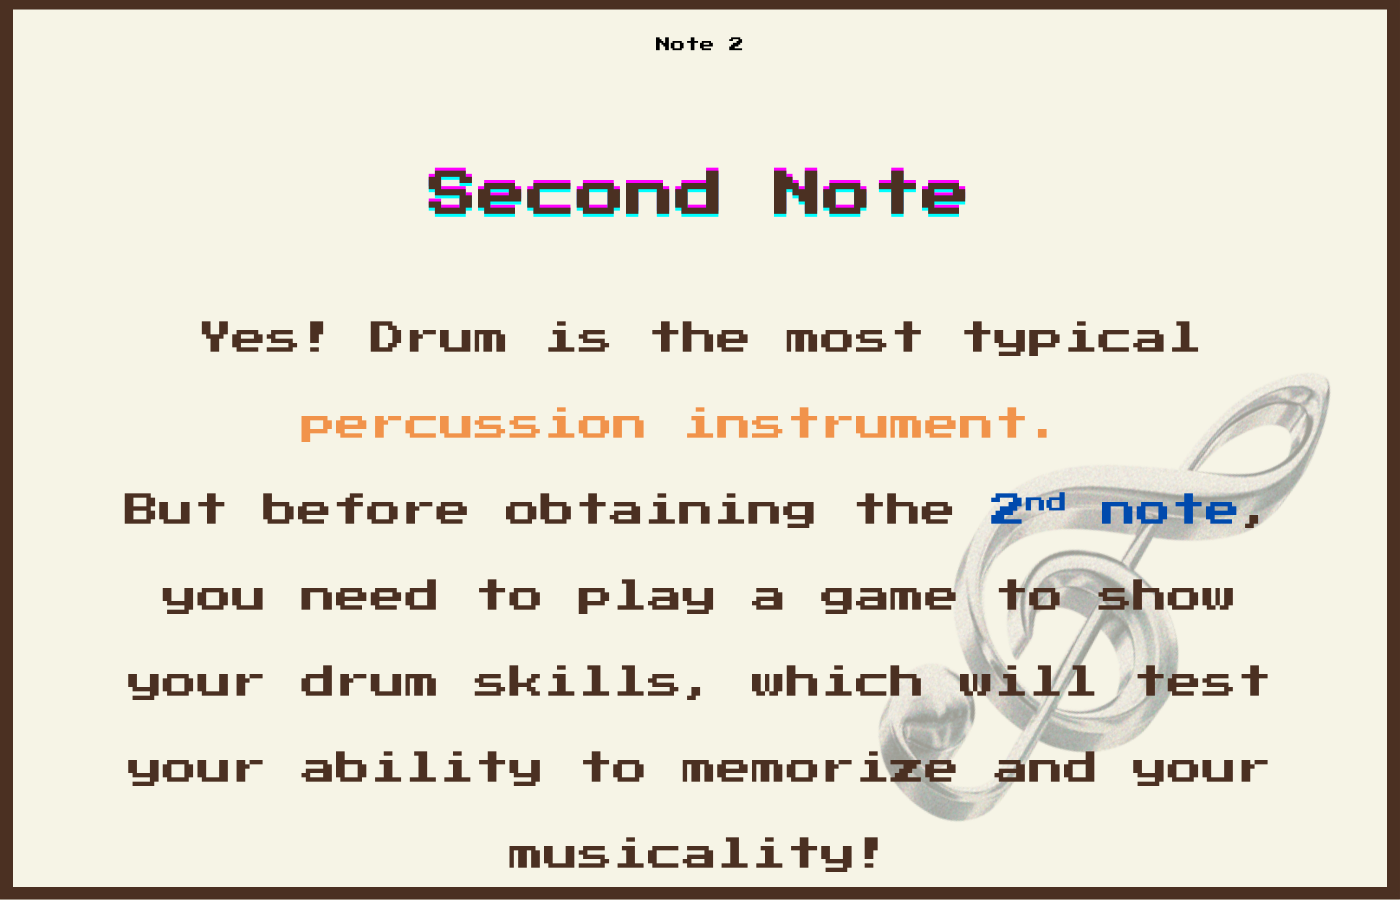 Note 2
Second Note
Yes! Drum is the most typical
percussion instrument.
But before obtaining the 2nd note,
you need to play a game to show
your drum skills, which will test
your ability to memorize and your
musicality!